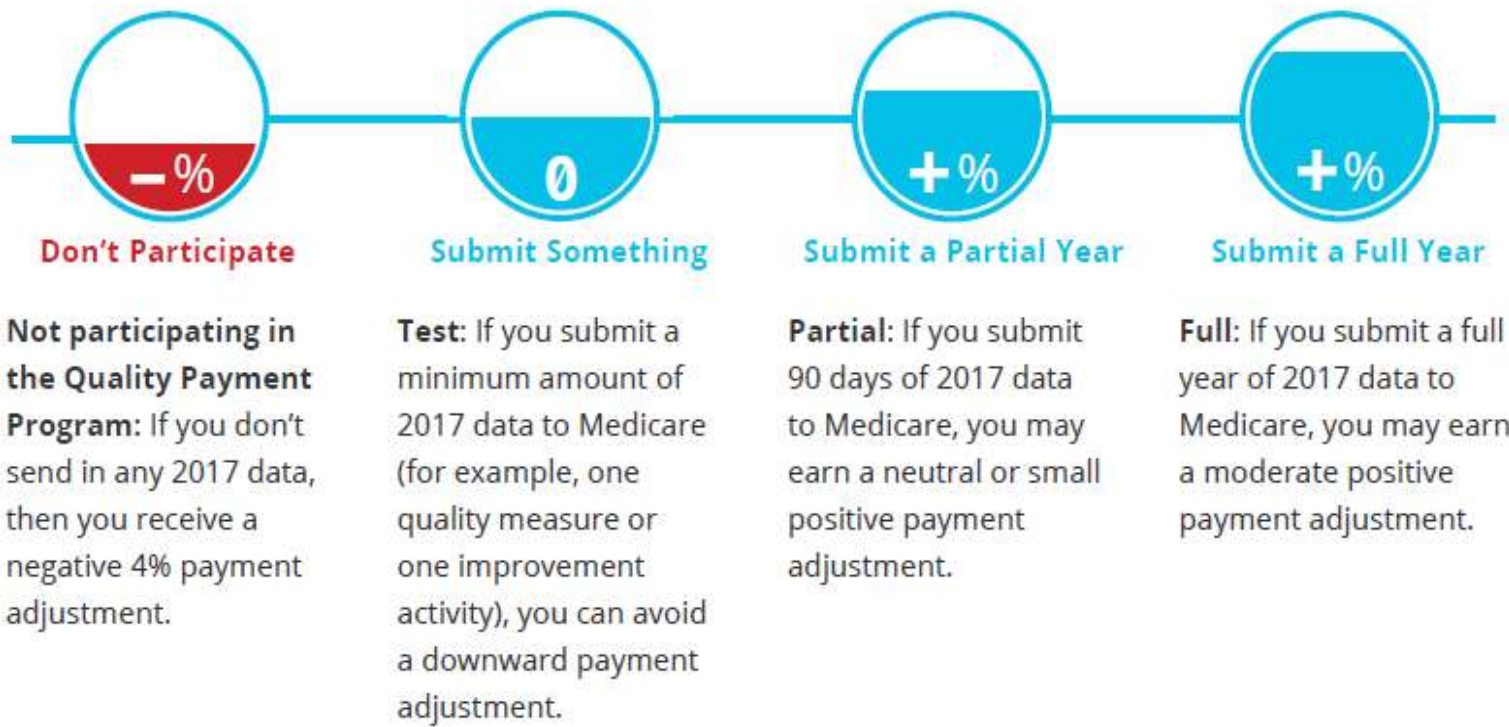 -%
0
+%
+%
Don't Participate
Submit Something
Submit a Partial Year
Submit a Full Year
Not participating in
the Quality Payment
Program: If you don't
send in any 2017 data,
then you receive a
negative 4% payment
adjustment.
Test: If you submit a
minimum amount of
2017 data to Medicare
(for example, one
quality measure or
one improvement
activity), you can avoid
a downward payment
adjustment.
Partial: If you submit
90 days of 2017 data
to Medicare, you may
earn a neutral or small
positive payment
adjustment.
Full: If you submit a full
year of 2017 data to
Medicare, you may earn
a moderate positive
payment adjustment.